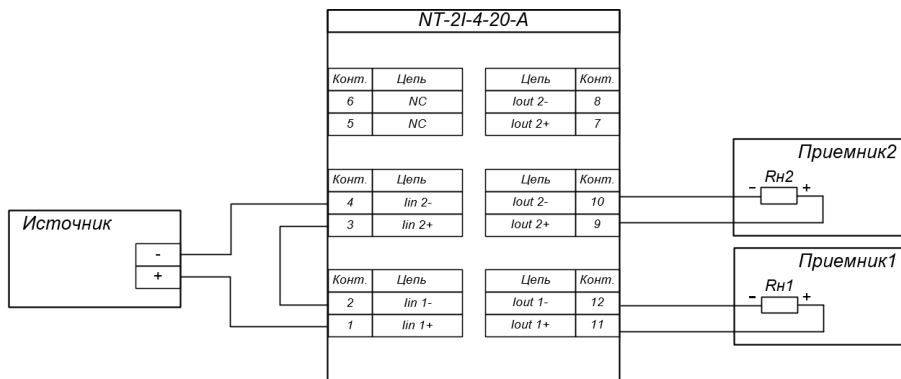 NT-2I-4-20-A
Конт. Цепь Цепь Конт.
6 NC Iout 2- 8
5 NC Iout 2+ 7
Приемник2
Rн2
- +
Конт. Цепь Цепь Конт.
4 Iin 2- Iout 2- 10
3 Iin 2+ Iout 2+ 9
Источник
-
+
Приемник1
Rн1
- +
Конт. Цепь Цепь Конт.
2 Iin 1- Iout 1- 12
1 Iin 1+ Iout 1+ 11